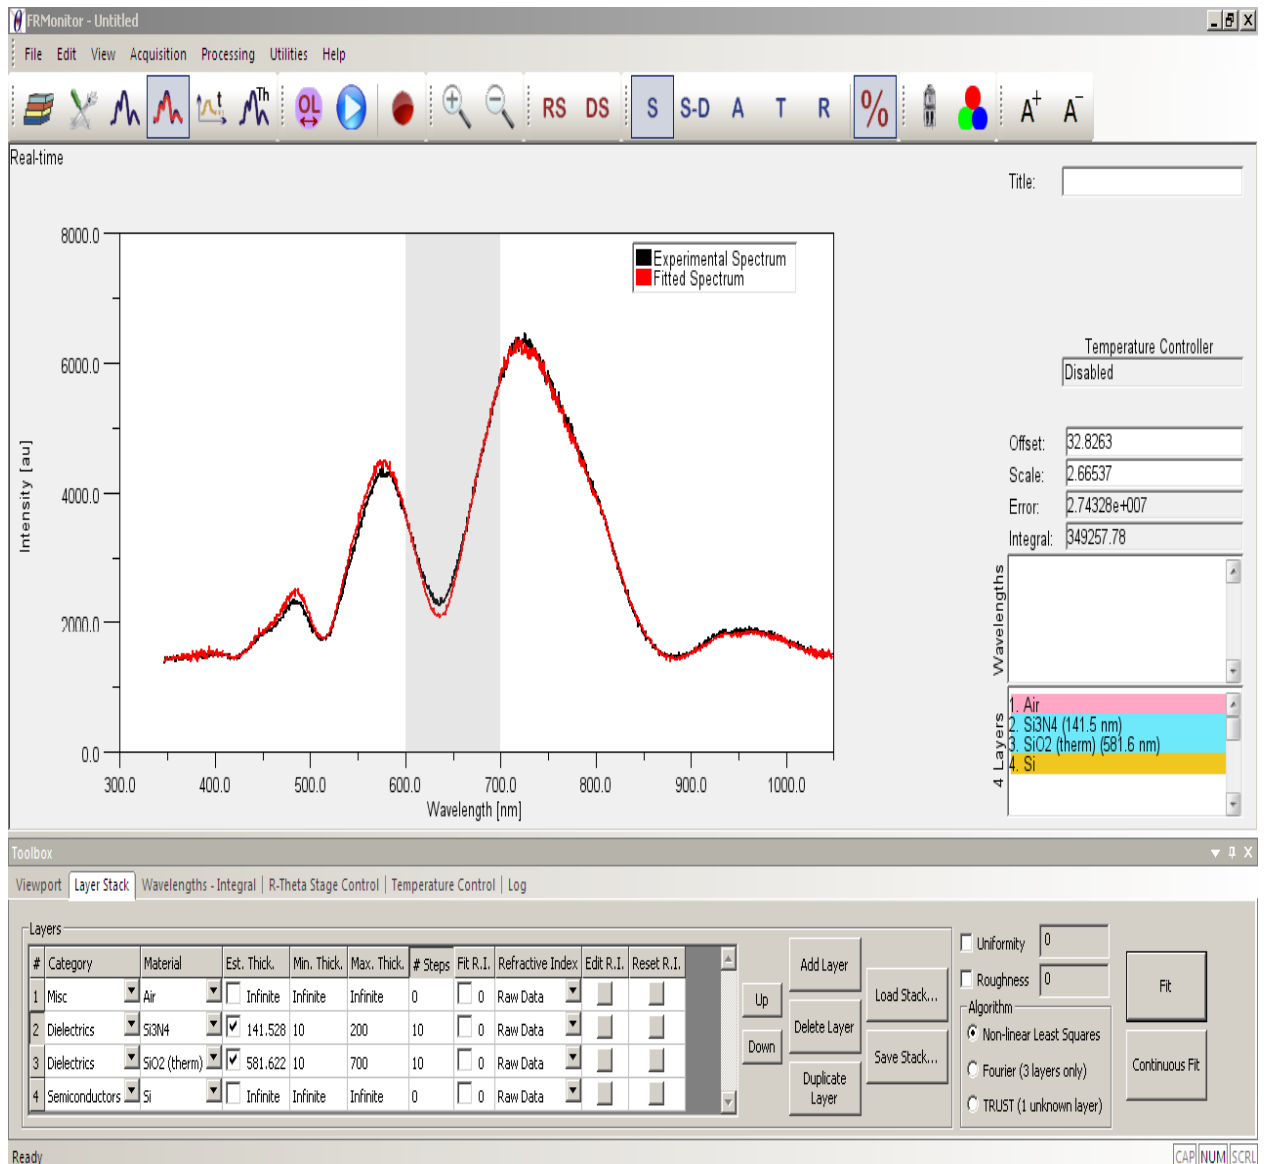 FRMonitor - Untitled
File Edit View Acquisition Processing Utilities Help
t Th OL RS DS S S-D A T R % A+ A-
Real-time
Title:
8000.0
6000.0
4000.0
2000.0
0.0
Intensity [au]
Experimental Spectrum
Fitted Spectrum
300.0 400.0 500.0 600.0 700.0 800.0 900.0 1000.0
Wavelength [nm]
Temperature Controller
Disabled
Offset: 32.8263
Scale: 2.66537
Error: 2.74328e+007
Integral: 349257.78
Wavelengths
4 Layers
1. Air
2. Si3N4 (141.5 nm)
3. SiO2 (therm) (581.6 nm)
4. Si
Toolbox
Viewport Layer Stack Wavelengths - Integral R-Theta Stage Control Temperature Control Log
Layers
# Category Material Est. Thick. Min. Thick. Max. Thick. # Steps Fit R.I. Refractive Index Edit R.I. Reset R.I.
1 Misc Air Infinite Infinite Infinite 0 0 Raw Data
2 Dielectrics Si3N4 141.528 10 200 10 0 Raw Data
3 Dielectrics SiO2 (therm) 581.622 10 700 10 0 Raw Data
4 Semiconductors Si Infinite Infinite Infinite 0 0 Raw Data
Up
Down
Add Layer
Delete Layer
Duplicate
Layer
Load Stack...
Save Stack...
Uniformity 0
Roughness 0
Algorithm
Non-linear Least Squares
Fourier (3 layers only)
TRUST (1 unknown layer)
Fit
Continuous Fit
Ready
CAP NUM SCRL